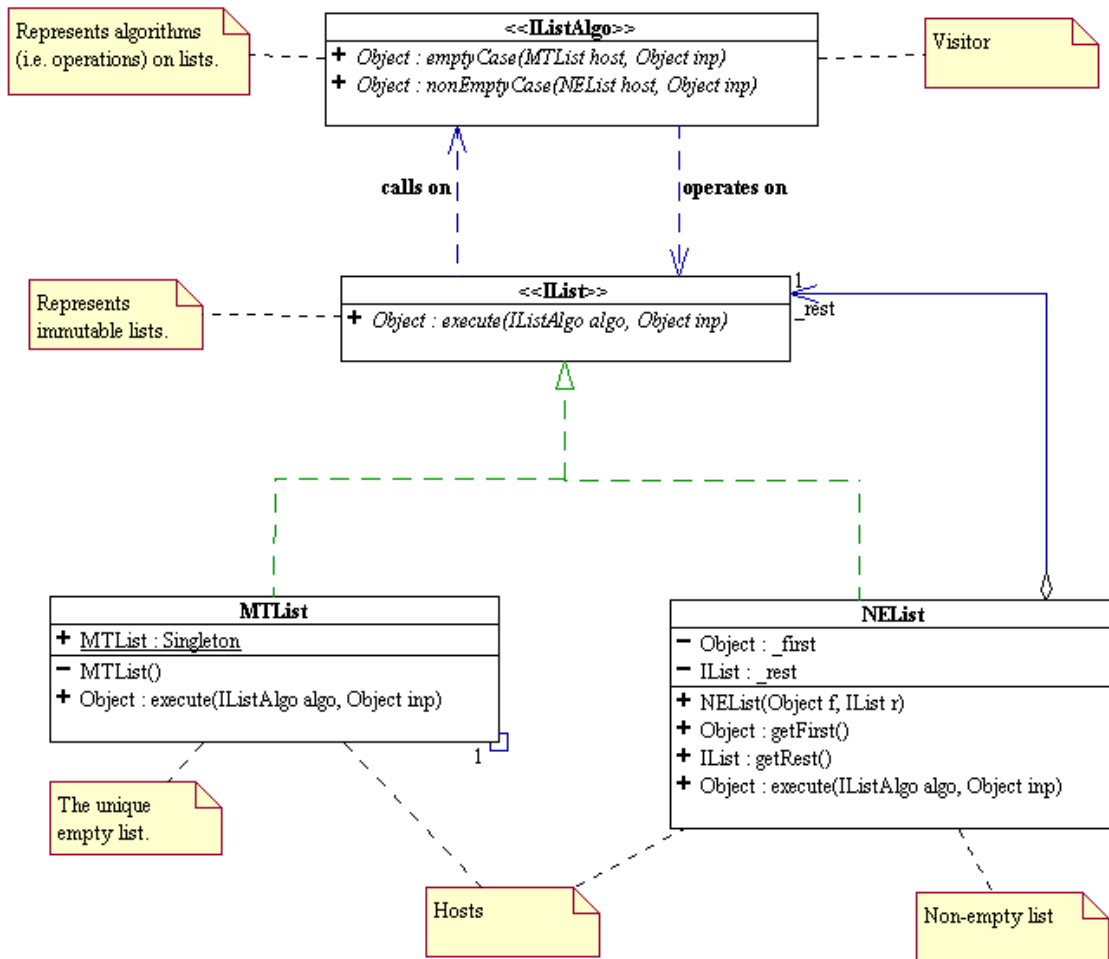 Represents algorithms
(i.e. operations) on lists.
<<IListAlgo>>
+ Object : emptyCase(MTList host, Object inp)
+ Object : nonEmptyCase(NEList host, Object inp)
Visitor
calls on
operates on
Represents
immutable lists.
<<IList>>
+ Object : execute(IListAlgo algo, Object inp)
1
_rest
MTList
+ MTList : Singleton
- MTList()
+ Object : execute(IListAlgo algo, Object inp)
1
NEList
- Object : _first
- IList : _rest
+ NEList(Object f, IList r)
+ Object : getFirst()
+ IList : getRest()
+ Object : execute(IListAlgo algo, Object inp)
The unique
empty list.
Hosts
Non-empty list